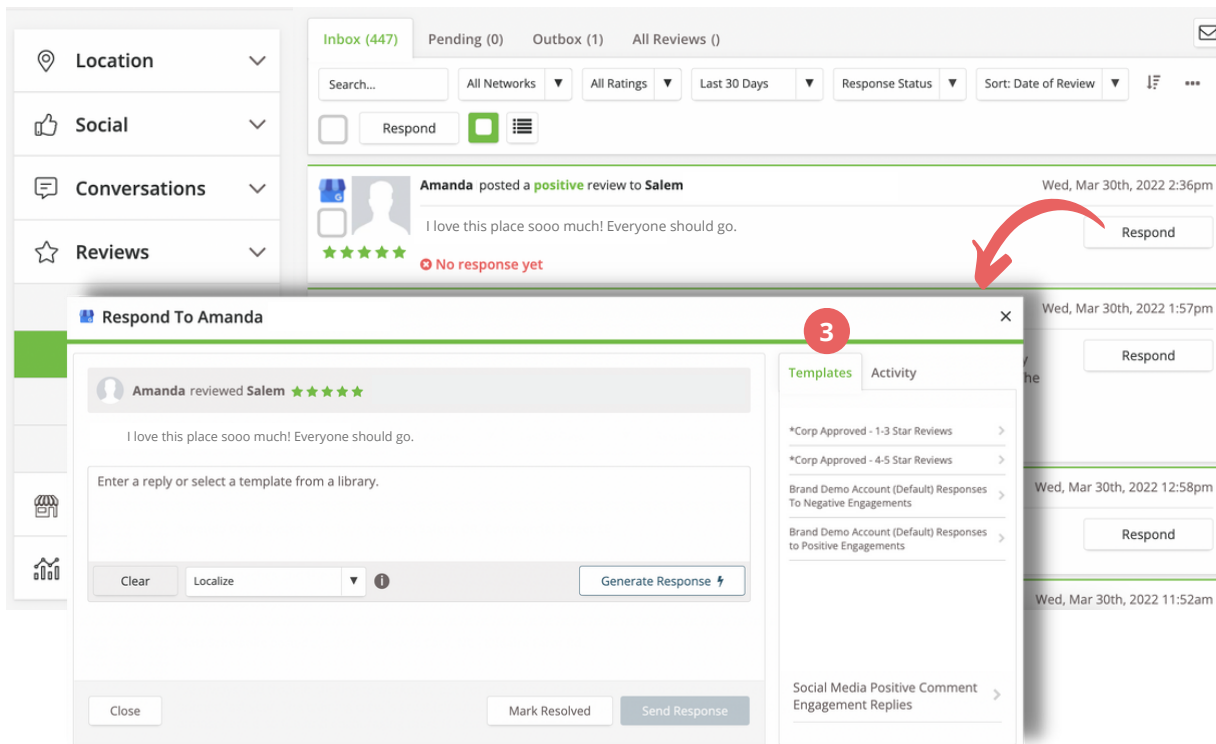 Location
Social
Conversations
Reviews
Inbox (447) Pending (0) Outbox (1) All Reviews ()
Search... All Networks All Ratings Last 30 Days Response Status Sort: Date of Review
Respond
Amanda posted a positive review to Salem Wed, Mar 30th, 2022 2:36pm
I love this place sooo much! Everyone should go.
Respond
No response yet
Wed, Mar 30th, 2022 1:57pm
Respond
he
Wed, Mar 30th, 2022 12:58pm
Respond
Wed, Mar 30th, 2022 11:52am
Respond To Amanda
3
Amanda reviewed Salem
I love this place sooo much! Everyone should go.
Enter a reply or select a template from a library.
Clear Localize Generate Response
Close Mark Resolved Send Response
Templates Activity
*Corp Approved - 1-3 Star Reviews
*Corp Approved - 4-5 Star Reviews
Brand Demo Account (Default) Responses
To Negative Engagements
Brand Demo Account (Default) Responses
to Positive Engagements
Social Media Positive Comment
Engagement Replies